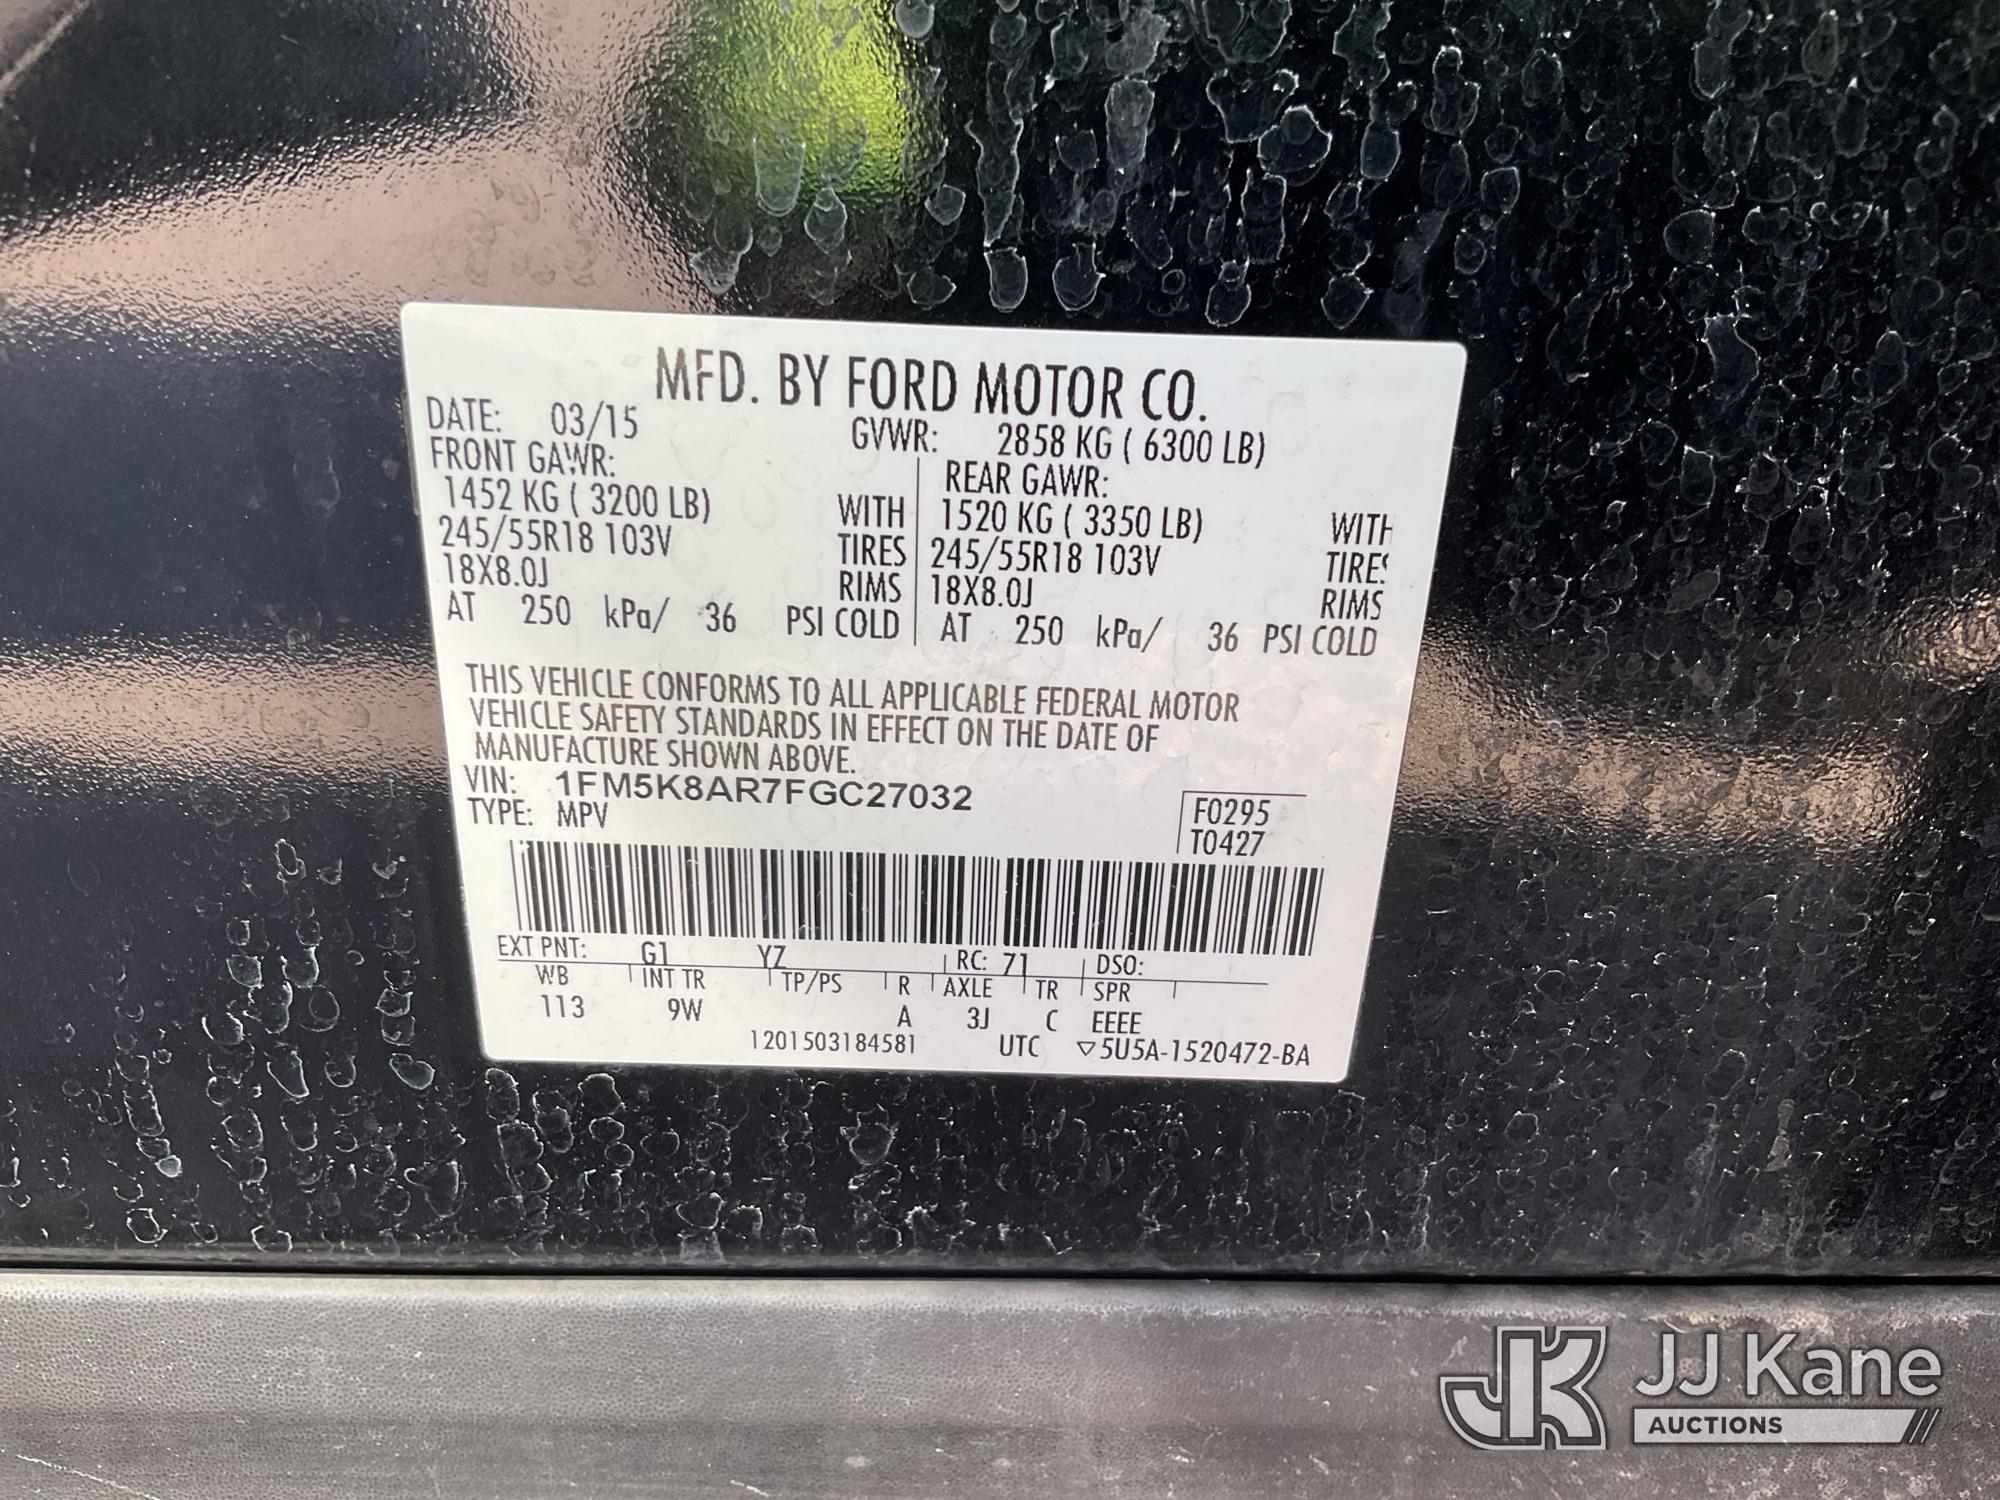 MFD. BY FORD MOTOR CO.
DATE: 03/15 GVWR: 2858 KG ( 6300 LB)
FRONT GAWR: REAR GAWR:
1452 KG ( 3200 LB) WITH 1520 KG ( 3350 LB) WITH
245/55R18 103V TIRES 245/55R18 103V TIRES
18X8.0J RIMS 18X8.0J RIMS
AT 250 kPa/ 36 PSI COLD AT 250 kPa/ 36 PSI COLD
THIS VEHICLE CONFORMS TO ALL APPLICABLE FEDERAL MOTOR
VEHICLE SAFETY STANDARDS IN EFFECT ON THE DATE OF
MANUFACTURE SHOWN ABOVE.
VIN: 1FM5K8AR7FGC27032
TYPE: MPV
F0295
T0427
EXT PNT: G1 YZ RC: 71 DSO:
WB INT TR TP/PS R AXLE TR SPR
113 9W A 3J C EEEE
1201503184581 UTC ▽5U5A-1520472-BA
JJ Kane
AUCTIONS